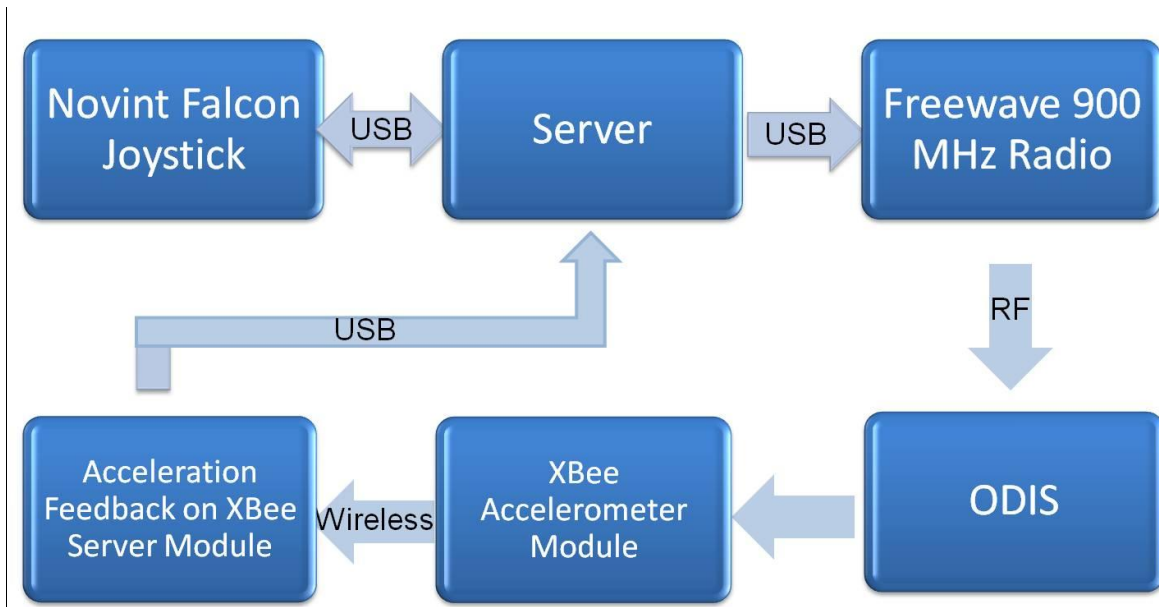 Novint Falcon
Joystick
USB
Server
USB
Freewave 900
MHz Radio
RF
USB
Acceleration
Feedback on XBee
Server Module
Wireless
XBee
Accelerometer
Module
ODIS